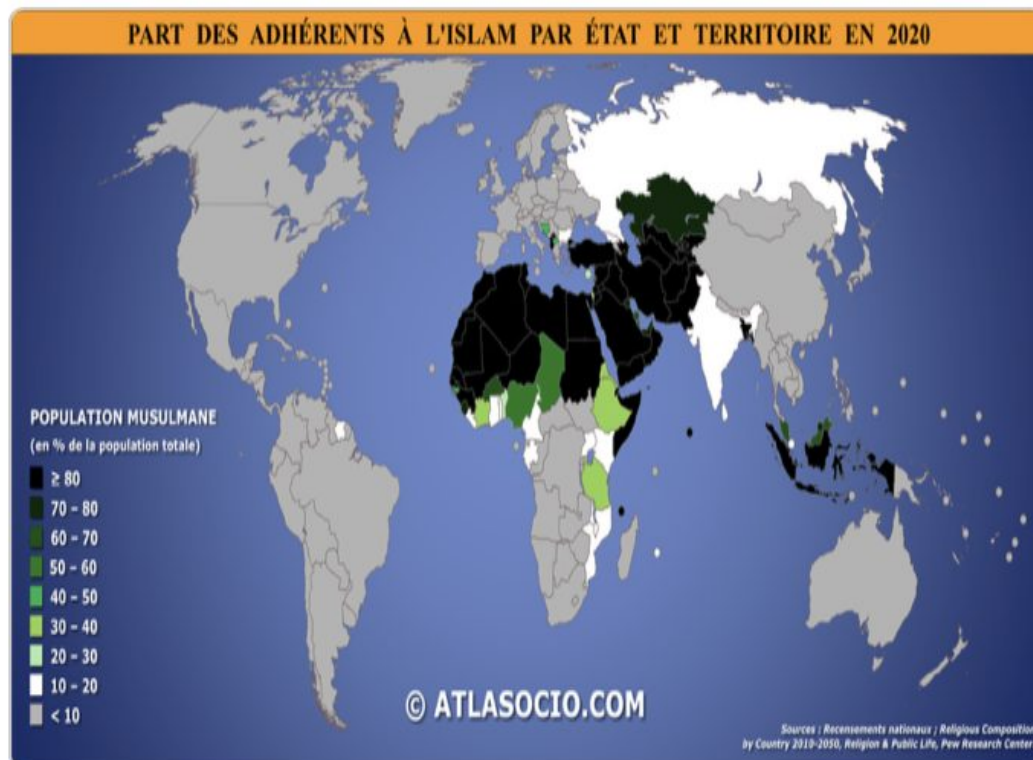 PART DES ADHÉRENTS À L'ISLAM PAR ÉTAT ET TERRITOIRE EN 2020
POPULATION MUSULMANE
(en % de la population totale)
≥ 80
70 – 80
60 – 70
50 – 60
40 – 50
30 – 40
20 – 30
10 – 20
< 10
© ATLASOCIO.COM
Sources : Recensements nationaux ; Religious Composition
by Country 2010-2050, Religion & Public Life, Pew Research Center